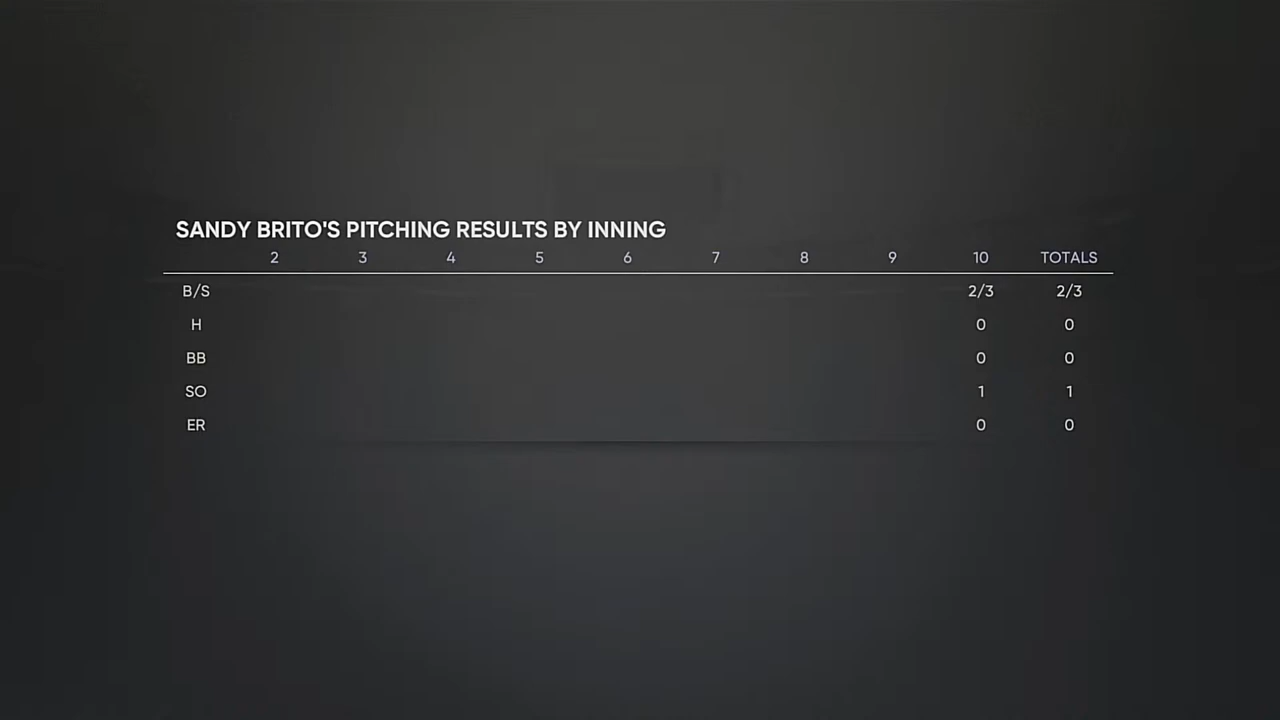 SANDY BRITO'S PITCHING RESULTS BY INNING
2 3 4 5 6 7 8 9 10 TOTALS
B/S 2/3 2/3
H 0 0
BB 0 0
SO 1 1
ER 0 0